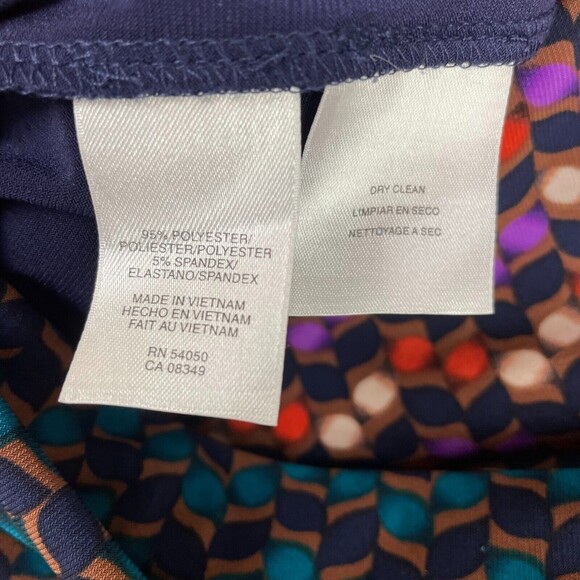 95% POLYESTER/
POLIESTER/POLYESTER
5% SPANDEX/
ELASTANO/SPANDEX
MADE IN VIETNAM
HECHO EN VIETNAM
FAIT AU VIETNAM
RN 54050
CA 08349
DRY CLEAN
LIMPIAR EN SECO
NETTOYAGE A SEC